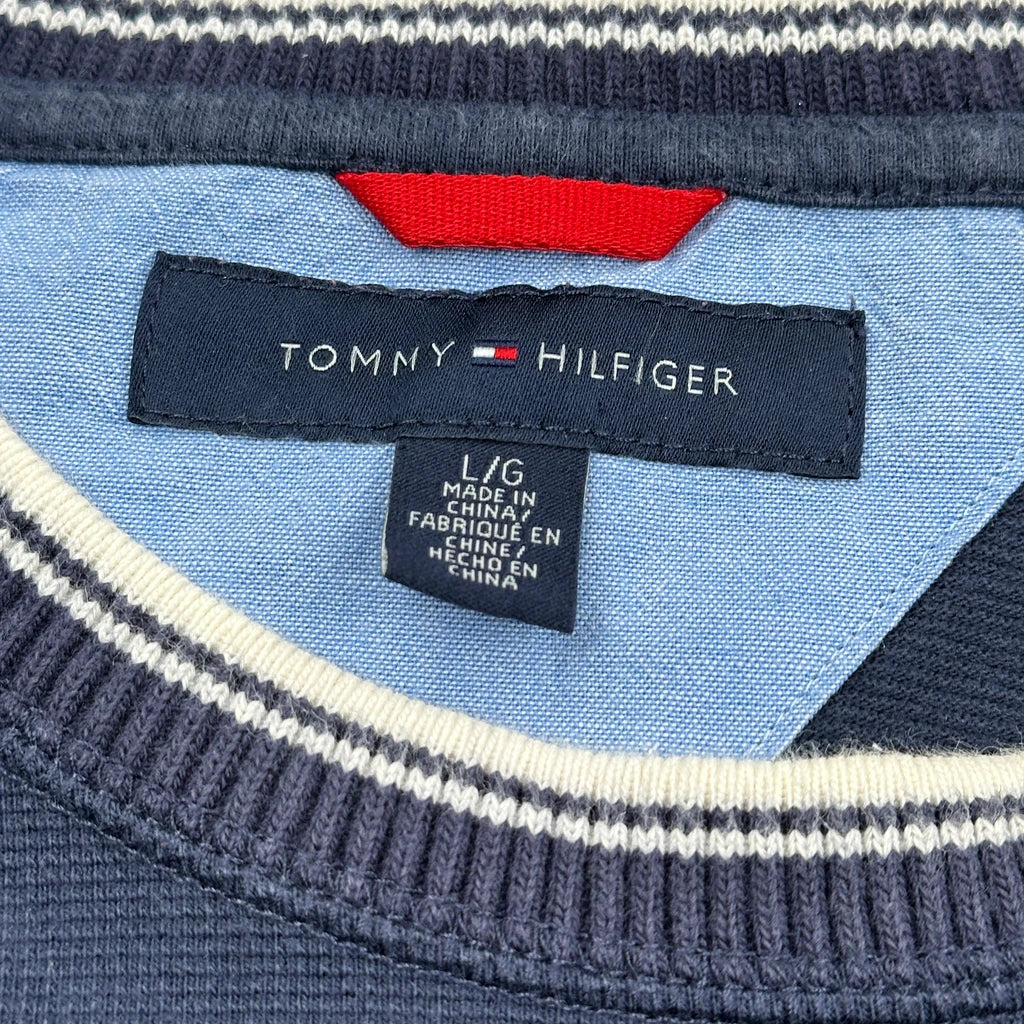 TOMMY HILFIGER
L/G
MADE IN
CHINA/
FABRIQUÉ EN
CHINE/
HECHO EN
CHINA